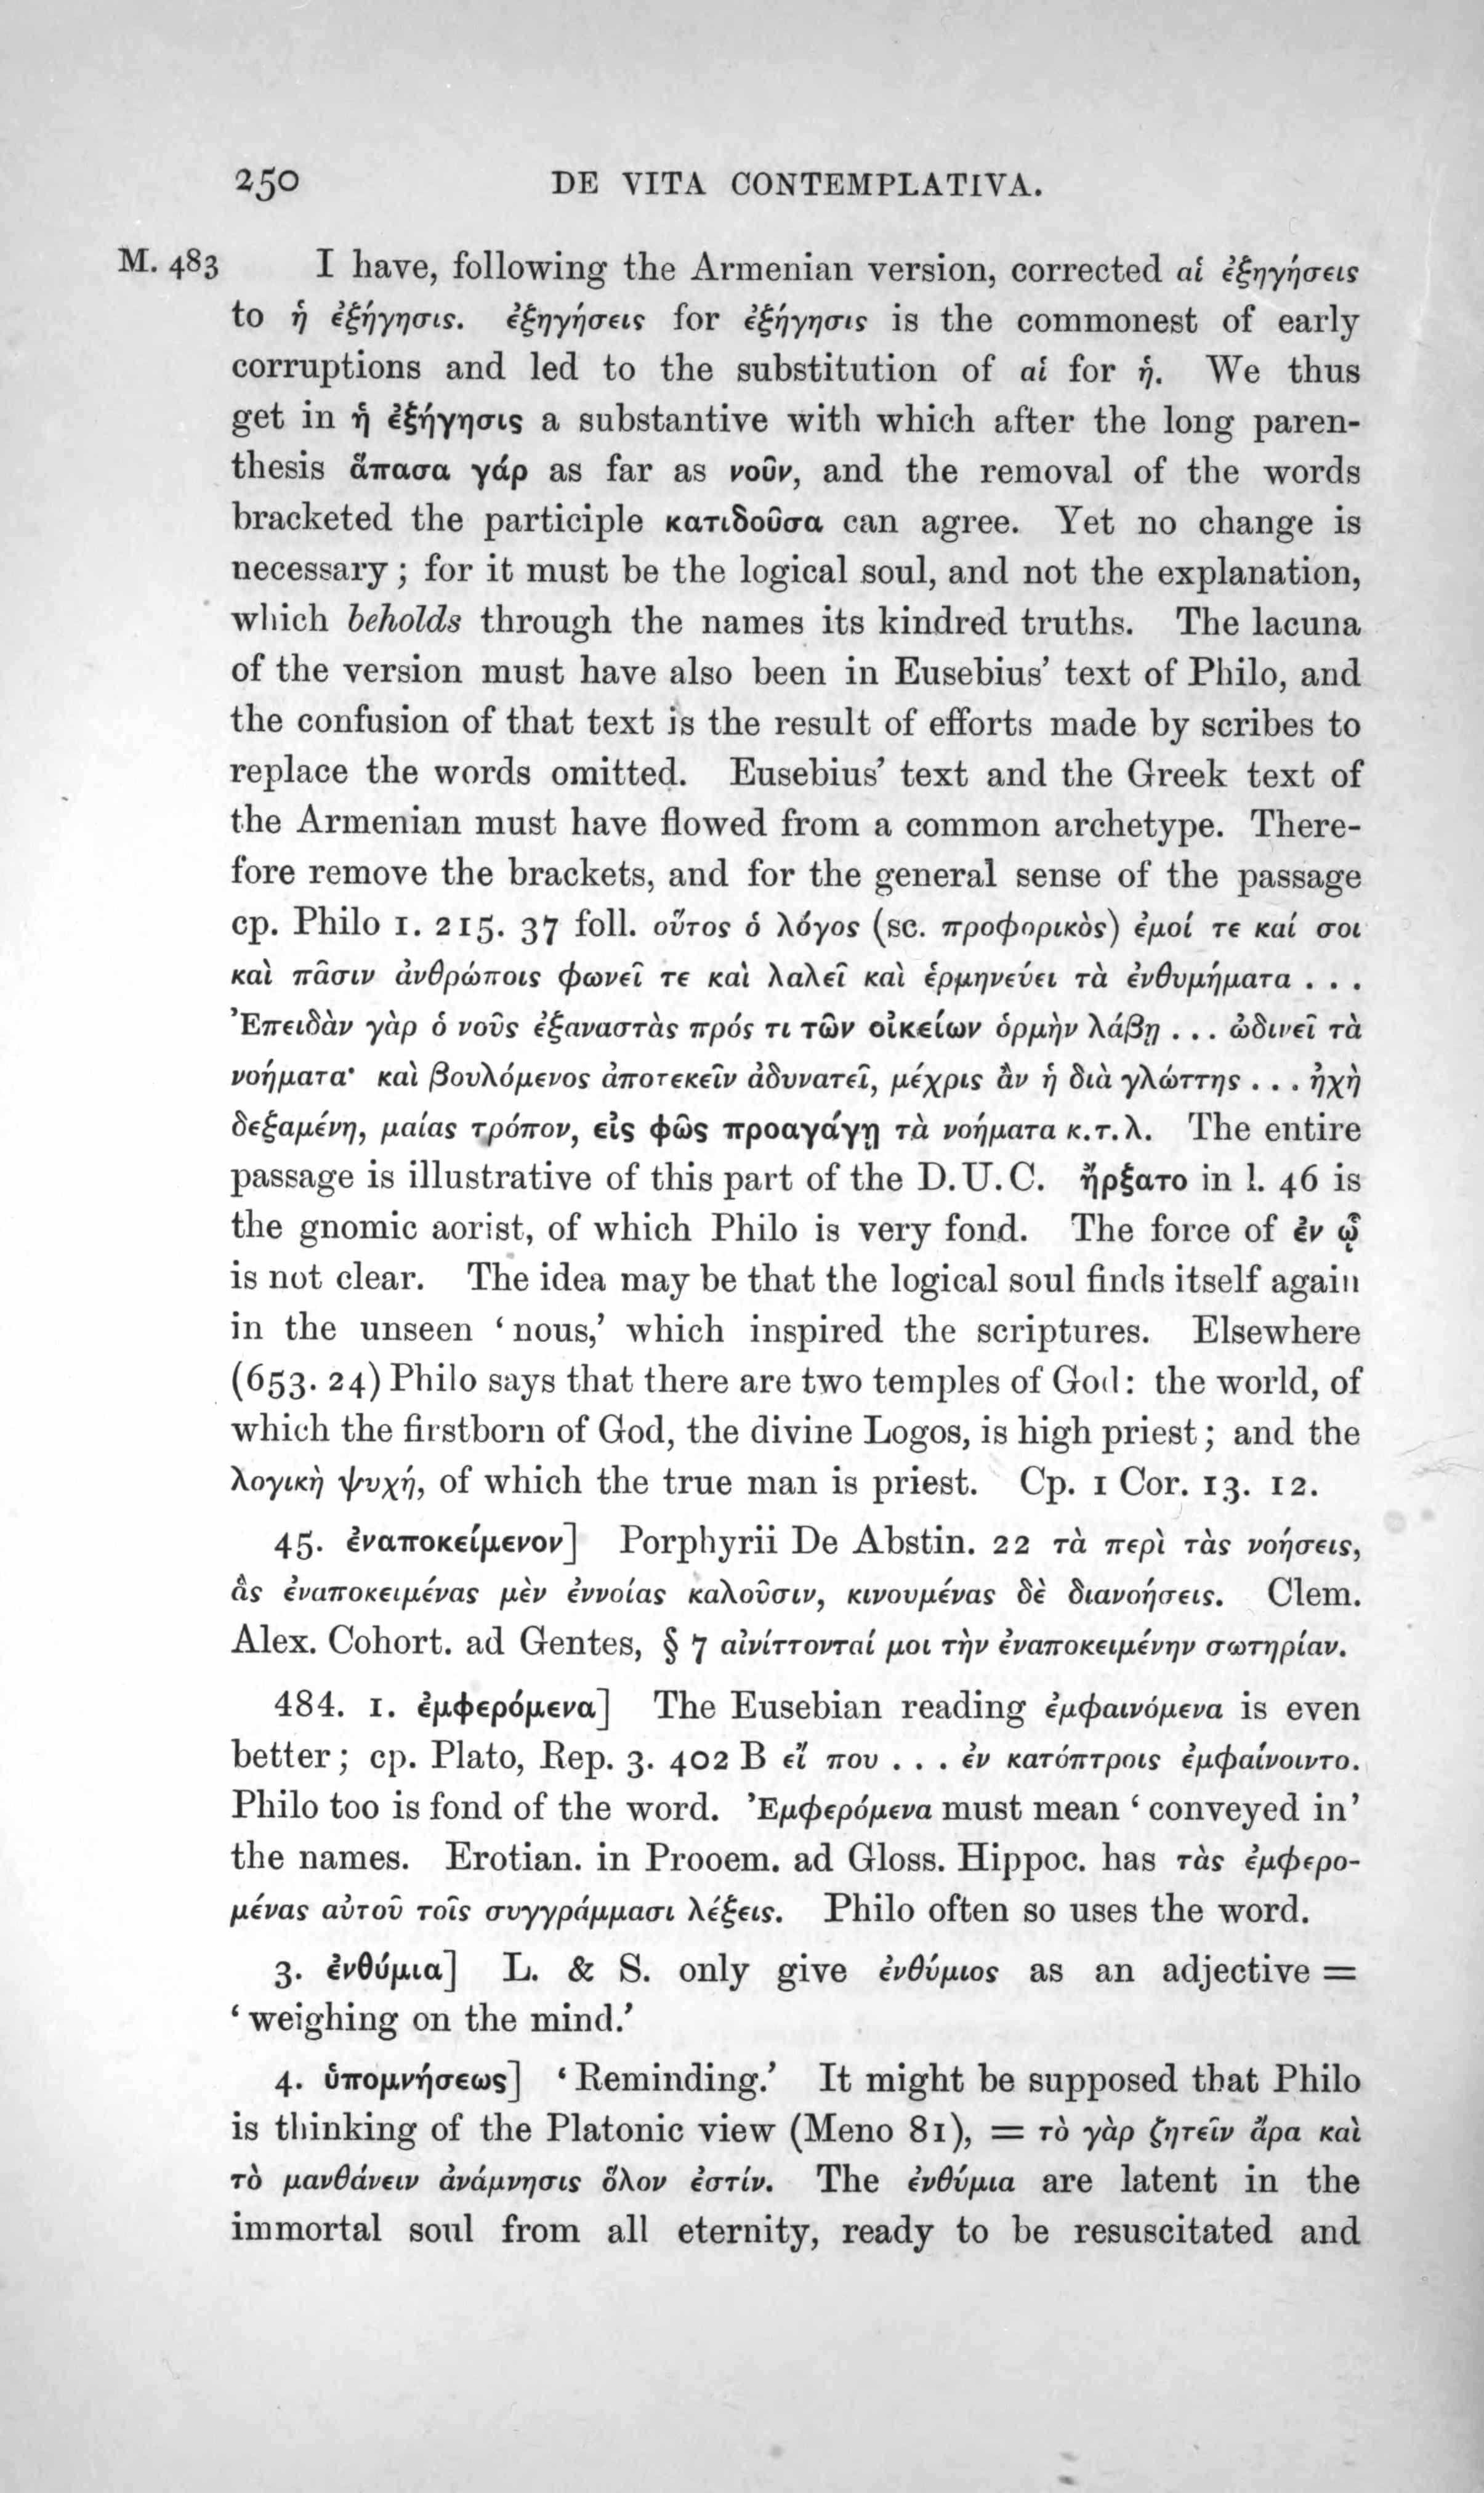 250 DE VITA CONTEMPLATIVA.
M. 483 I have, following the Armenian version, corrected αἱ ἐξηγήσεις
to ἡ ἐξήγησις. ἐξηγήσεις for ἐξήγησις is the commonest of early
corruptions and led to the substitution of αἱ for ἡ. We thus
get in ἡ ἐξήγησις a substantive with which after the long paren-
thesis ἅπασα γάρ as far as νοῦν, and the removal of the words
bracketed the participle κατιδοῦσα can agree. Yet no change is
necessary; for it must be the logical soul, and not the explanation,
which beholds through the names its kindred truths. The lacuna
of the version must have also been in Eusebius’ text of Philo, and
the confusion of that text is the result of efforts made by scribes to
replace the words omitted. Eusebius’ text and the Greek text of
the Armenian must have flowed from a common archetype. There-
fore remove the brackets, and for the general sense of the passage
cp. Philo I. 215. 37 foll. οὗτος ὁ λόγος (sc. προφορικὸς) ἐμοί τε καί σοι
καὶ πᾶσιν ἀνθρώποις φωνεῖ τε καὶ λαλεῖ καὶ ἑρμηνεύει τὰ ἐνθυμήματα . . .
Ἐπειδὰν γὰρ ὁ νοῦς ἐξαναστὰς πρός τι τῶν οἰκείων ὁρμὴν λάβῃ . . . ὠδινεῖ τὰ
νοήματα· καὶ βουλόμενος ἀποτεκεῖν ἀδυνατεῖ, μέχρις ἂν ἡ διὰ γλώττης . . . ἠχὴ
δεξαμένη, μαίας τρόπον, εἰς φῶς προαγάγῃ τὰ νοήματα κ.τ.λ. The entire
passage is illustrative of this part of the D.U.C. ἤρξατο in l. 46 is
the gnomic aorist, of which Philo is very fond. The force of ἐν ᾧ
is not clear. The idea may be that the logical soul finds itself again
in the unseen ‘nous,’ which inspired the scriptures. Elsewhere
(653. 24) Philo says that there are two temples of God: the world, of
which the firstborn of God, the divine Logos, is high priest; and the
λογικὴ ψυχή, of which the true man is priest. Cp. 1 Cor. 13. 12.
45. ἐναποκείμενον] Porphyrii De Abstin. 22 τὰ περὶ τὰς νοήσεις,
ἃς ἐναποκειμένας μὲν ἐννοίας καλοῦσιν, κινουμένας δὲ διανοήσεις. Clem.
Alex. Cohort. ad Gentes, § 7 αἰνίττονταί μοι τὴν ἐναποκειμένην σωτηρίαν.
484. 1. ἐμφερόμενα] The Eusebian reading ἐμφαινόμενα is even
better; cp. Plato, Rep. 3. 402 B εἴ που . . . ἐν κατόπτροις ἐμφαίνοιντο.
Philo too is fond of the word. Ἐμφερόμενα must mean ‘conveyed in’
the names. Erotian. in Prooem. ad Gloss. Hippoc. has τὰς ἐμφερο-
μένας αὐτοῦ τοῖς συγγράμμασι λέξεις. Philo often so uses the word.
3. ἐνθύμια] L. & S. only give ἐνθύμιος as an adjective =
‘weighing on the mind.’
4. ὑπομνήσεως] ‘Reminding.’ It might be supposed that Philo
is thinking of the Platonic view (Meno 81), = τὸ γὰρ ζητεῖν ἄρα καὶ
τὸ μανθάνειν ἀνάμνησις ὅλον ἐστίν. The ἐνθύμια are latent in the
immortal soul from all eternity, ready to be resuscitated and